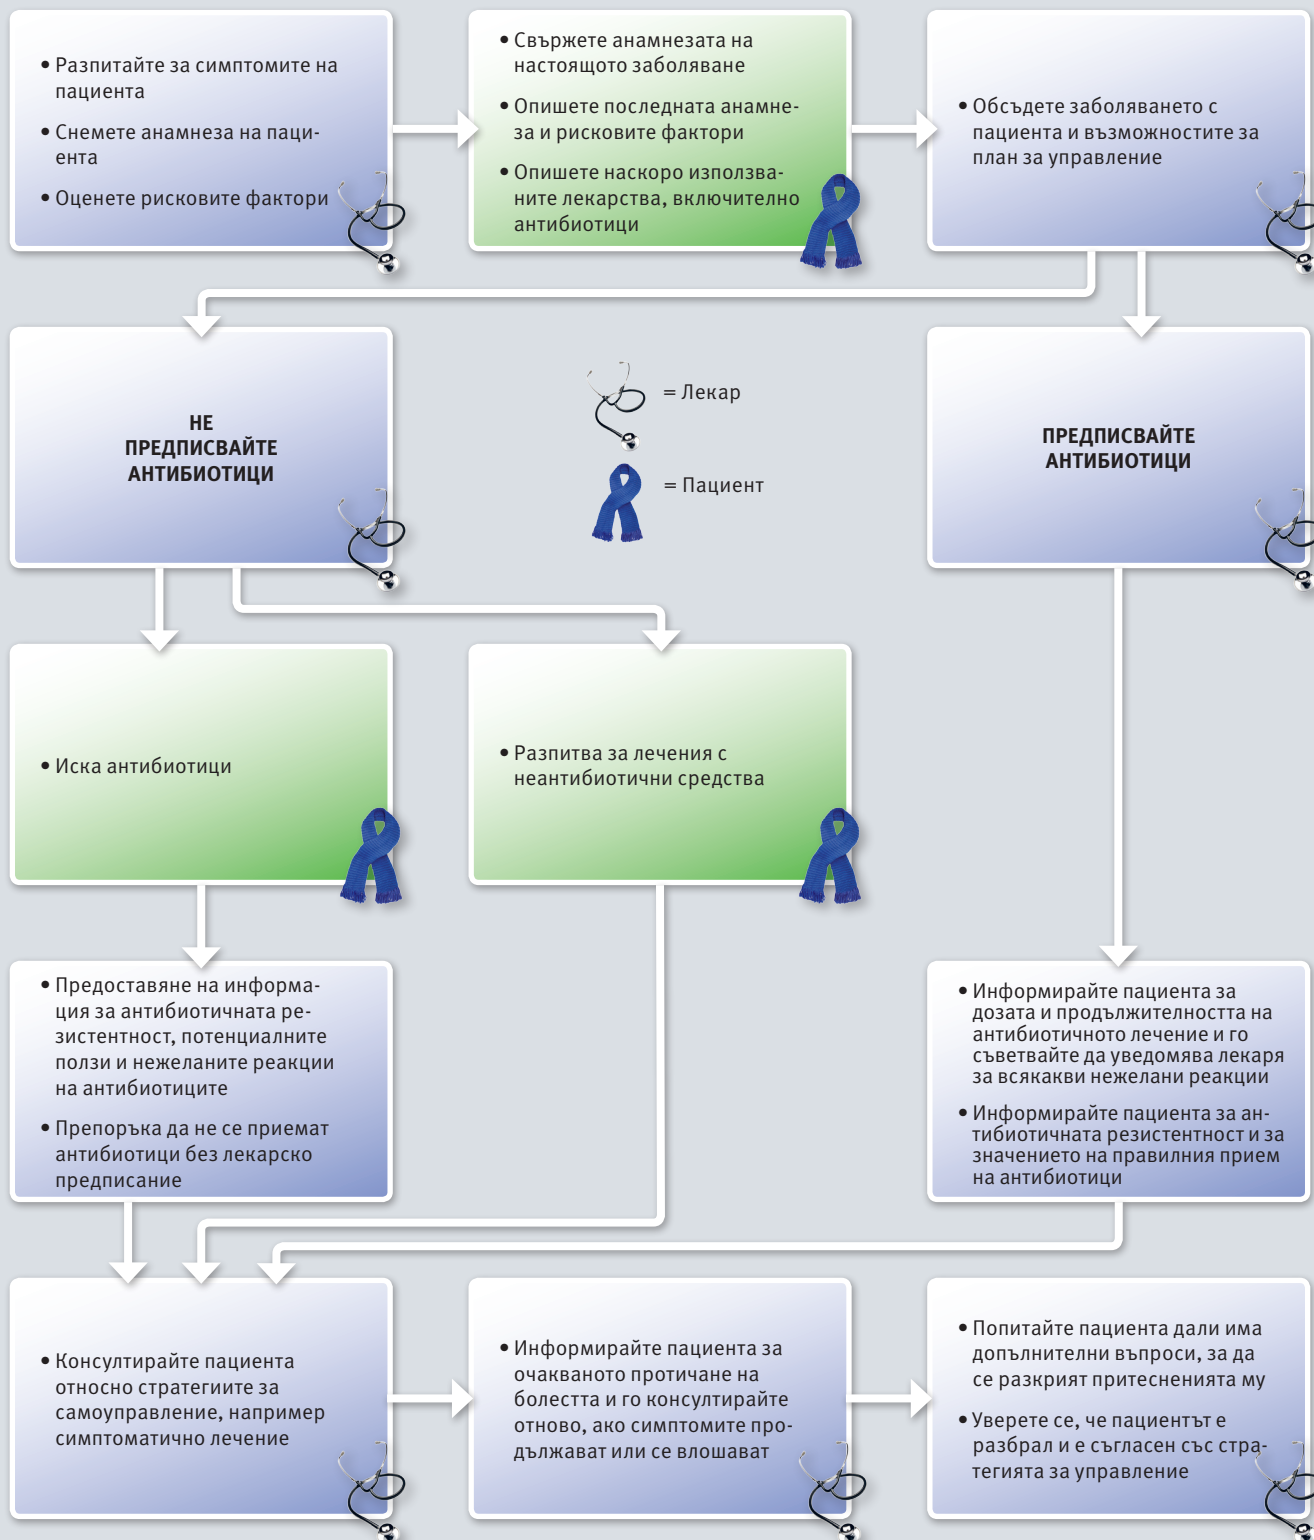 • Разпитайте за симптомите на
пациента
• Снемете анамнеза на паци-
ента
• Оценете рисковите фактори
• Свържете анамнезата на
настоящото заболяване
• Опишете последната анамне-
за и рисковите фактори
• Опишете наскоро използва-
ните лекарства, включително
антибиотици
• Обсъдете заболяването с
пациента и възможностите за
план за управление
НЕ
ПРЕДПИСВАЙТЕ
АНТИБИОТИЦИ
= Лекар
= Пациент
ПРЕДПИСВАЙТЕ
АНТИБИОТИЦИ
• Иска антибиотици
• Разпитва за лечения с
неантибиотични средства
• Предоставяне на информа-
ция за антибиотичната ре-
зистентност, потенциалните
ползи и нежеланите реакции
на антибиотиците
• Препоръка да не се приемат
антибиотици без лекарско
предписание
• Информирайте пациента за
дозата и продължителността на
антибиотичното лечение и го
съветвайте да уведомява лекаря
за всякакви нежелани реакции
• Информирайте пациента за ан-
тибиотичната резистентност и за
значението на правилния прием
на антибиотици
• Консултирайте пациента
относно стратегиите за
самоуправление, например
симптоматично лечение
• Информирайте пациента за
очакваното протичане на
болестта и го консултирайте
отново, ако симптомите про-
дължават или се влошават
• Попитайте пациента дали има
допълнителни въпроси, за да
се разкрият притесненията му
• Уверете се, че пациентът е
разбрал и е съгласен със стра-
тегията за управление